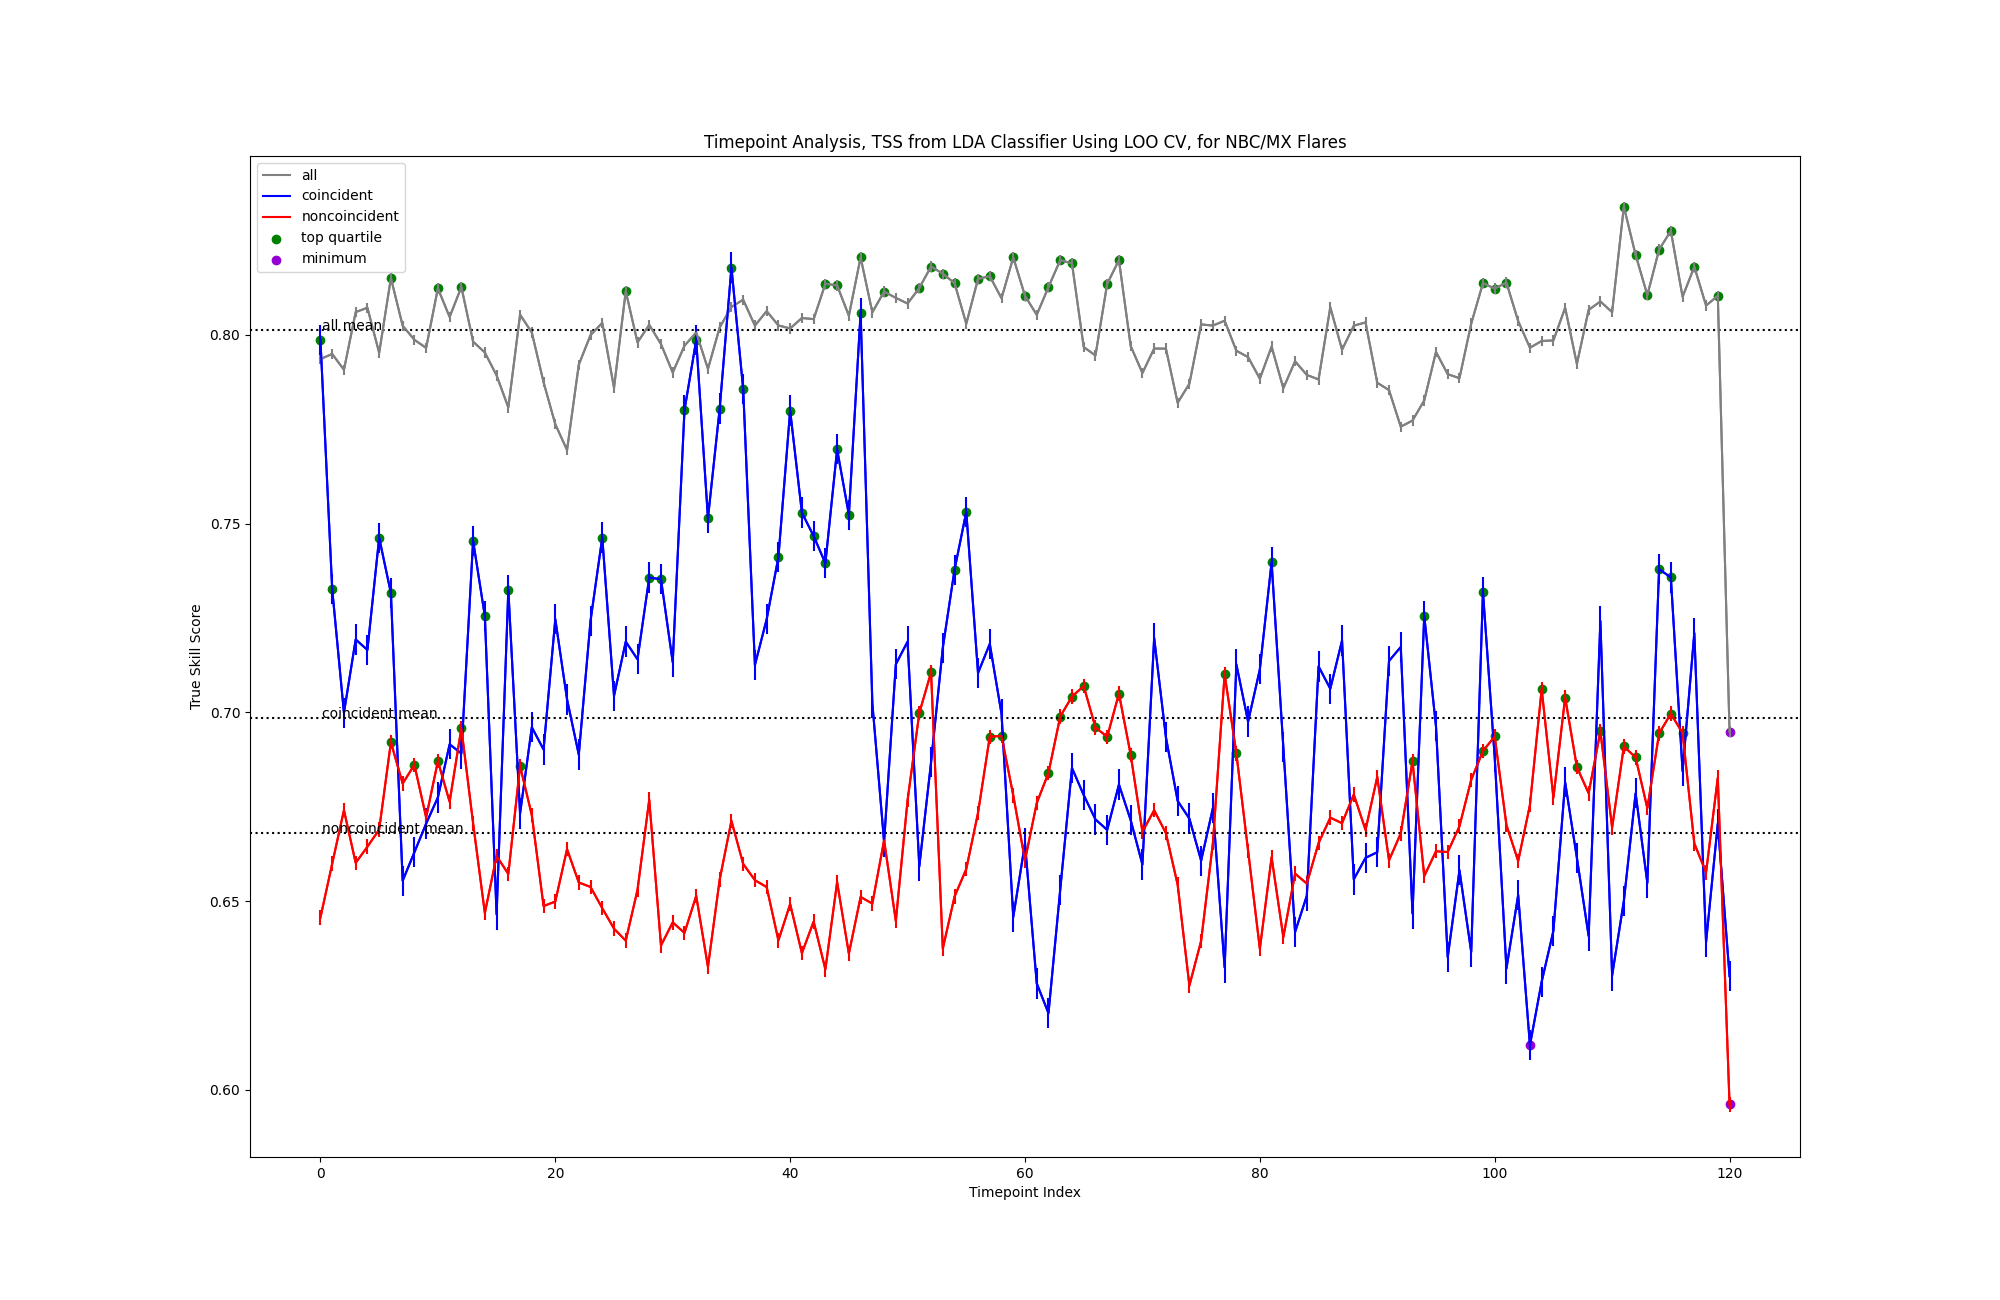 Timepoint Analysis, TSS from LDA Classifier Using LOO CV, for NBC/MX Flares
all
coincident
noncoincident
top quartile
minimum
all mean
coincident mean
noncoincident mean
True Skill Score
0.80
0.75
0.70
0.65
0.60
0 20 40 60 80 100 120
Timepoint Index